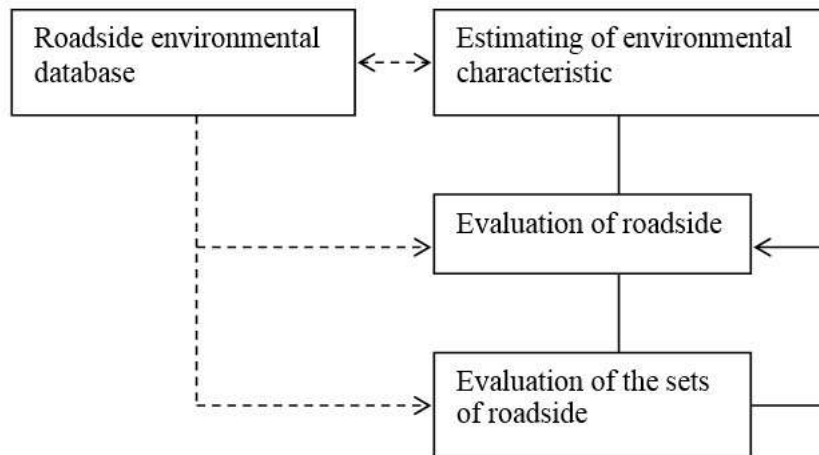 Roadside environmental
database
Estimating of environmental
characteristic
Evaluation of roadside
Evaluation of the sets
of roadside